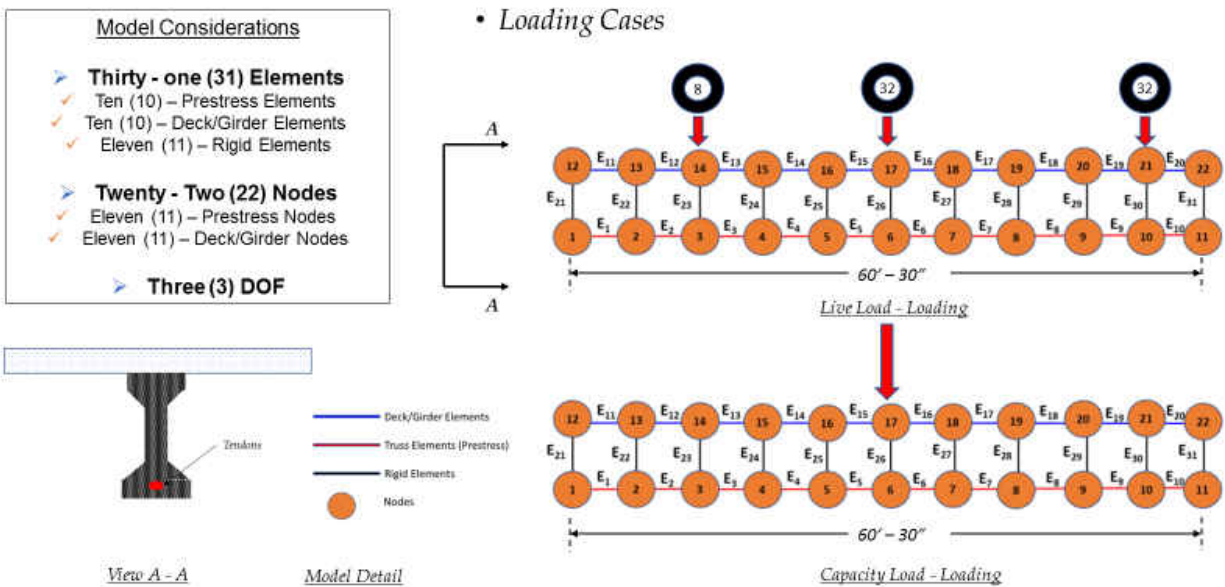 Model Considerations
➢ Thirty - one (31) Elements
✓ Ten (10) – Prestress Elements
✓ Ten (10) – Deck/Girder Elements
✓ Eleven (11) – Rigid Elements
➢ Twenty - Two (22) Nodes
✓ Eleven (11) – Prestress Nodes
✓ Eleven (11) – Deck/Girder Nodes
➢ Three (3) DOF
• Loading Cases
8 32 32
A
A
12 E11 13 E12 14 E13 15 E14 16 E15 17 E16 18 E17 19 E18 20 E19 21 E20 22
E21 E22 E23 E24 E25 E26 E27 E28 E29 E30 E31
1 E1 2 E2 3 E3 4 E4 5 E5 6 E6 7 E7 8 E8 9 E9 10 E10 11
60' – 30"
Live Load - Loading
12 E11 13 E12 14 E13 15 E14 16 E15 17 E16 18 E17 19 E18 20 E19 21 E20 22
E21 E22 E23 E24 E25 E26 E27 E28 E29 E30 E31
1 E1 2 E2 3 E3 4 E4 5 E5 6 E6 7 E7 8 E8 9 E9 10 E10 11
60' – 30"
Capacity Load - Loading
Tendons
View A - A
Deck/Girder Elements
Truss Elements (Prestress)
Rigid Elements
Nodes
Model Detail